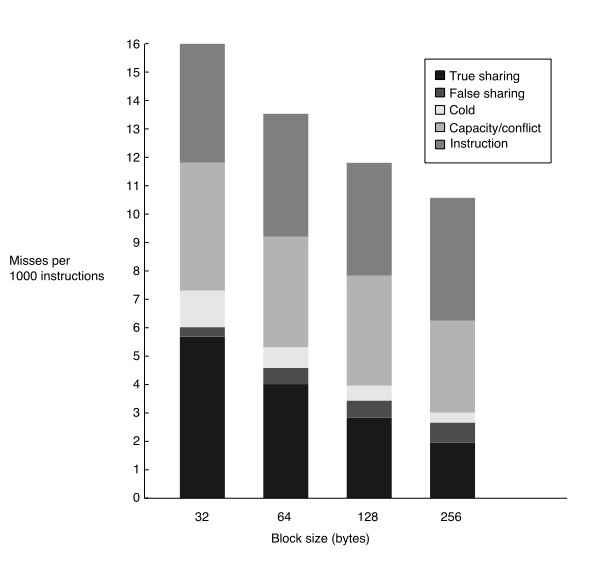 16
15
14
13
12
11
10
9
8
7
6
5
4
3
2
1
0
Misses per
1000 instructions
True sharing
False sharing
Cold
Capacity/conflict
Instruction
32 64 128 256
Block size (bytes)